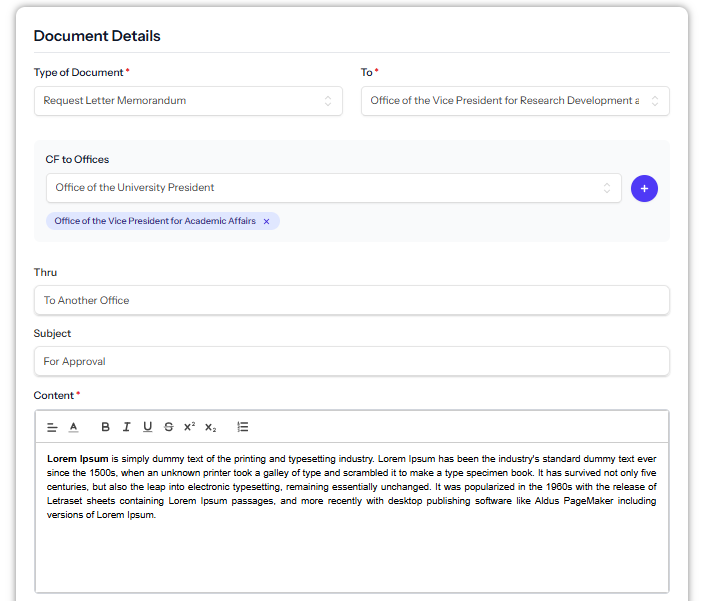 Document Details
Type of Document *
To *
Request Letter Memorandum
Office of the Vice President for Research Development a
CF to Offices
Office of the University President
+
Office of the Vice President for Academic Affairs ×
Thru
To Another Office
Subject
For Approval
Content *
A B I U S X² X₂
Lorem Ipsum is simply dummy text of the printing and typesetting industry. Lorem Ipsum has been the industry's standard dummy text ever
since the 1500s, when an unknown printer took a galley of type and scrambled it to make a type specimen book. It has survived not only five
centuries, but also the leap into electronic typesetting, remaining essentially unchanged. It was popularized in the 1960s with the release of
Letraset sheets containing Lorem Ipsum passages, and more recently with desktop publishing software like Aldus PageMaker including
versions of Lorem Ipsum.